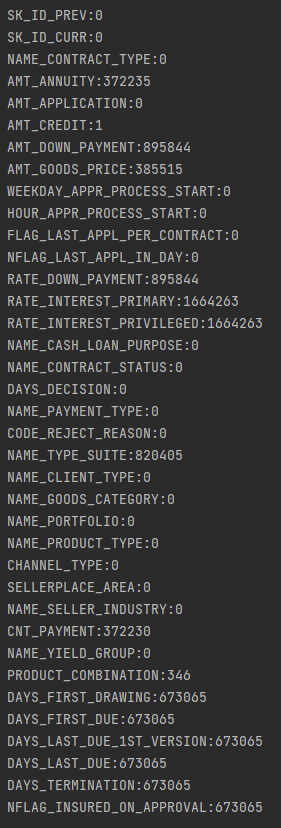 SK_ID_PREV:0
SK_ID_CURR:0
NAME_CONTRACT_TYPE:0
AMT_ANNUITY:372235
AMT_APPLICATION:0
AMT_CREDIT:1
AMT_DOWN_PAYMENT:895844
AMT_GOODS_PRICE:385515
WEEKDAY_APPR_PROCESS_START:0
HOUR_APPR_PROCESS_START:0
FLAG_LAST_APPL_PER_CONTRACT:0
NFLAG_LAST_APPL_IN_DAY:0
RATE_DOWN_PAYMENT:895844
RATE_INTEREST_PRIMARY:1664263
RATE_INTEREST_PRIVILEGED:1664263
NAME_CASH_LOAN_PURPOSE:0
NAME_CONTRACT_STATUS:0
DAYS_DECISION:0
NAME_PAYMENT_TYPE:0
CODE_REJECT_REASON:0
NAME_TYPE_SUITE:820405
NAME_CLIENT_TYPE:0
NAME_GOODS_CATEGORY:0
NAME_PORTFOLIO:0
NAME_PRODUCT_TYPE:0
CHANNEL_TYPE:0
SELLERPLACE_AREA:0
NAME_SELLER_INDUSTRY:0
CNT_PAYMENT:372230
NAME_YIELD_GROUP:0
PRODUCT_COMBINATION:346
DAYS_FIRST_DRAWING:673065
DAYS_FIRST_DUE:673065
DAYS_LAST_DUE_1ST_VERSION:673065
DAYS_LAST_DUE:673065
DAYS_TERMINATION:673065
NFLAG_INSURED_ON_APPROVAL:673065